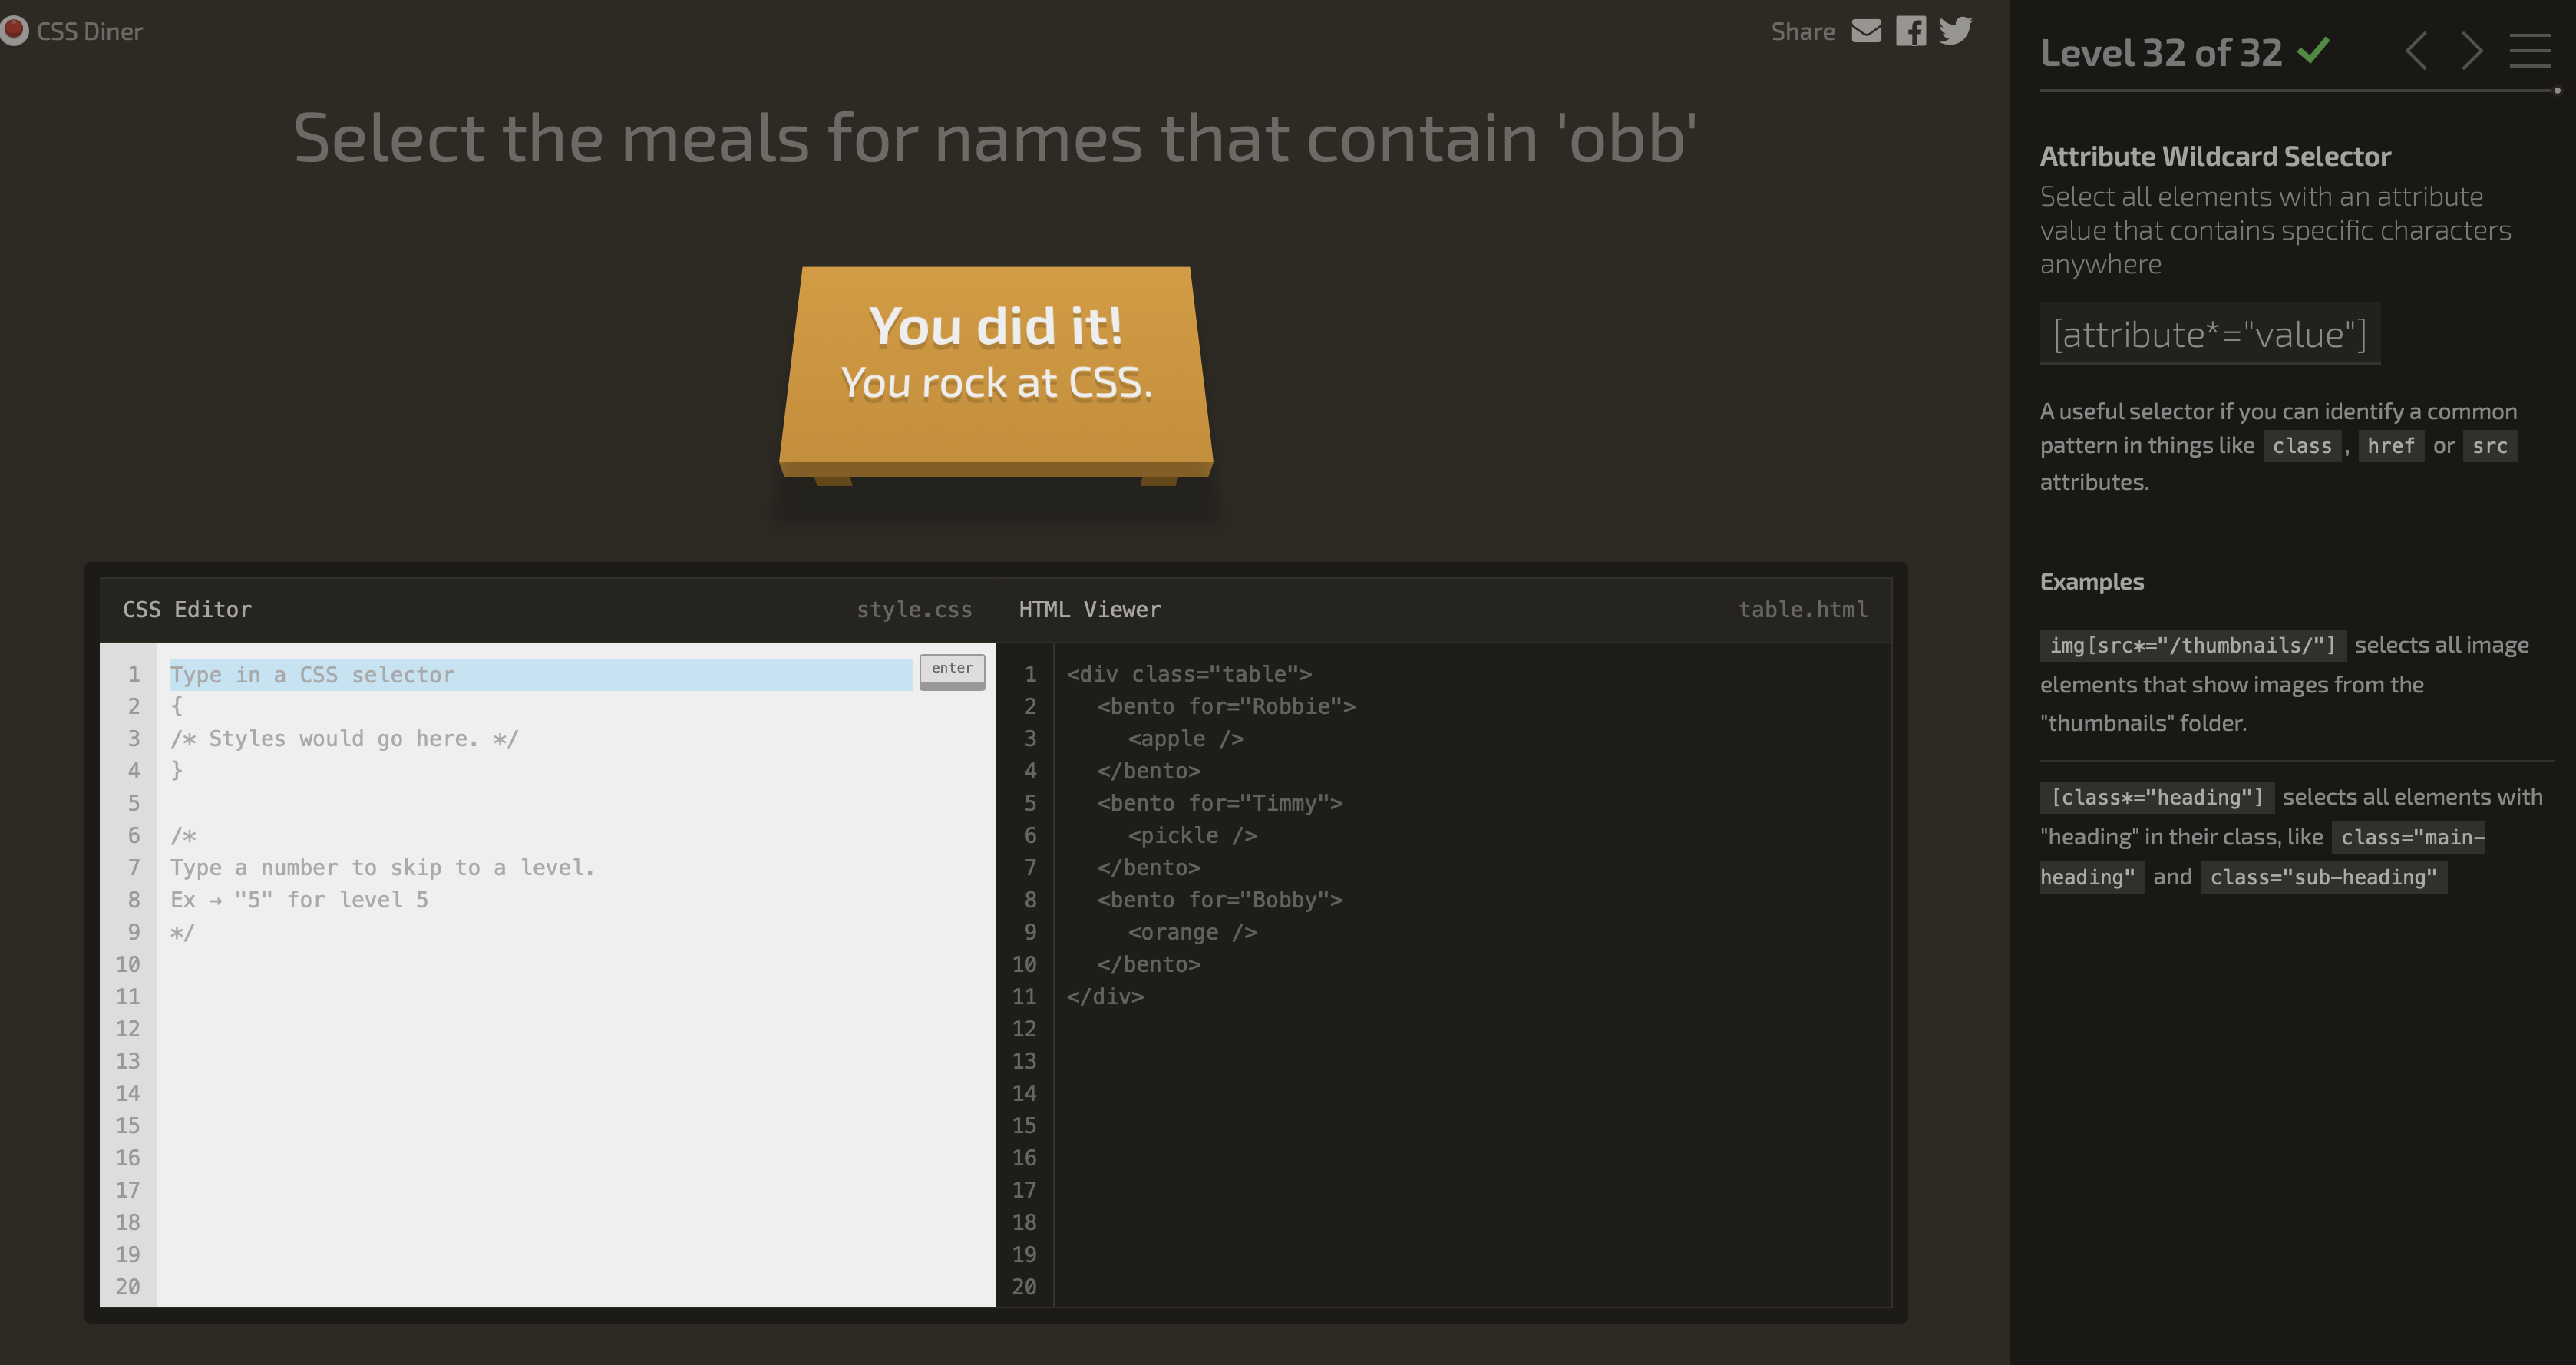 CSS Diner
Share
Select the meals for names that contain 'obb'
You did it!
You rock at CSS.
CSS Editor
style.css
1
2
3
4
5
6
7
8
9
10
11
12
13
14
15
16
17
18
19
20
Type in a CSS selector
enter
{
/* Styles would go here. */
}
/*
Type a number to skip to a level.
Ex → "5" for level 5
*/
HTML Viewer
table.html
1
2
3
4
5
6
7
8
9
10
11
12
13
14
15
16
17
18
19
20
<div class="table">
<bento for="Robbie">
<apple />
</bento>
<bento for="Timmy">
<pickle />
</bento>
<bento for="Bobby">
<orange />
</bento>
</div>
Level 32 of 32
Attribute Wildcard Selector
Select all elements with an attribute
value that contains specific characters
anywhere
[attribute*="value"]
A useful selector if you can identify a common
pattern in things like class , href or src
attributes.
Examples
img[src*="/thumbnails/"] selects all image
elements that show images from the
"thumbnails" folder.
[class*="heading"] selects all elements with
"heading" in their class, like class="main-
heading" and class="sub-heading"